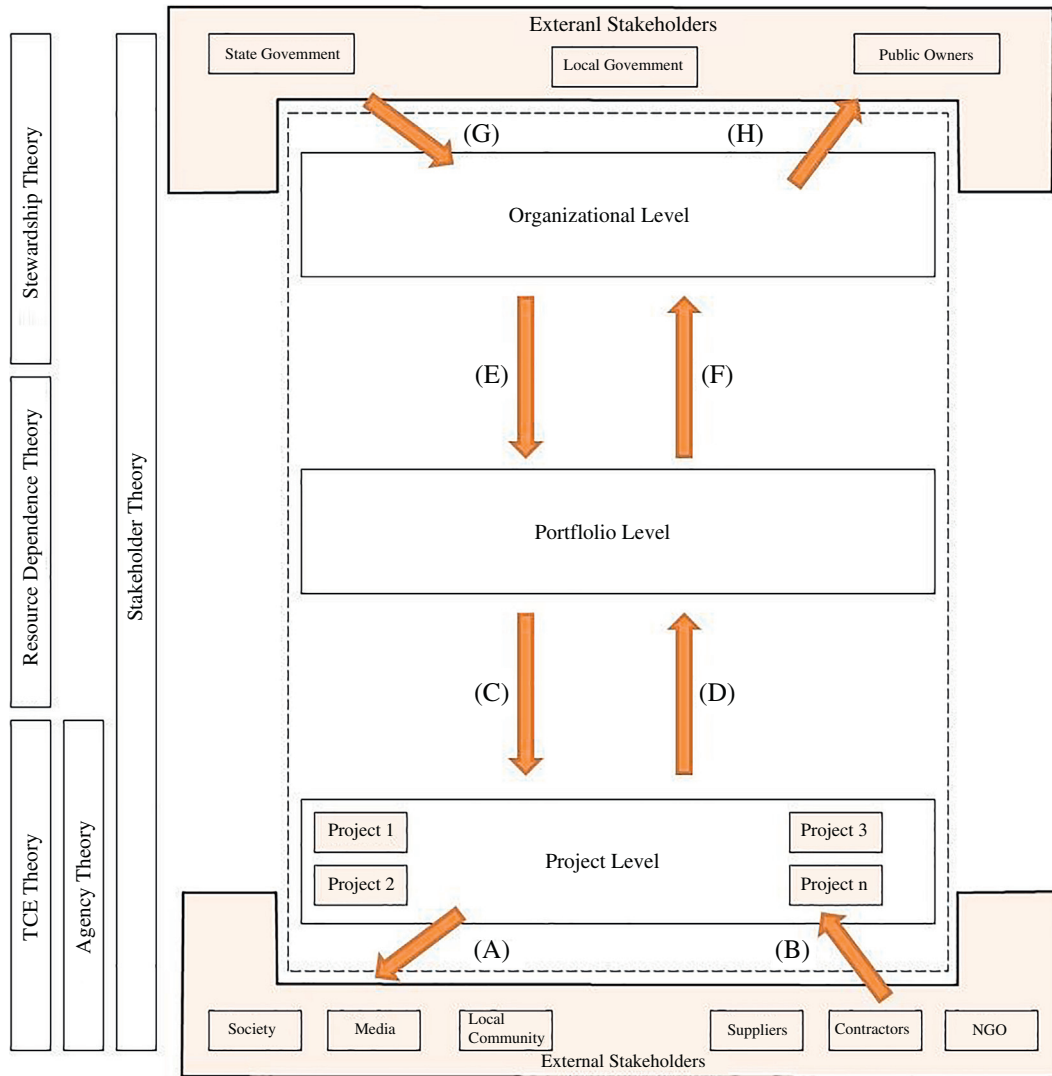 Exteranl Stakeholders
State Government
Local Government
Public Owners
(G)
(H)
Organizational Level
(E)
(F)
Portflolio Level
(C)
(D)
Project 1
Project 3
Project Level
Project 2
Project n
(A)
(B)
Society
Media
Local
Community
Suppliers
Contractors
NGO
External Stakeholders
Stewardship Theory
Resource Dependence Theory
TCE Theory
Agency Theory
Stakeholder Theory